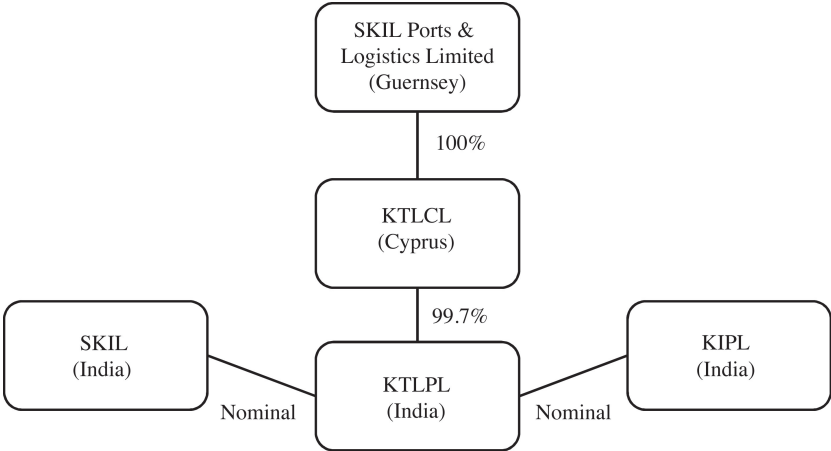 SKIL Ports &
Logistics Limited
(Guernsey)
100%
KTLCL
(Cyprus)
99.7%
SKIL
(India)
KTLPL
(India)
KIPL
(India)
Nominal
Nominal